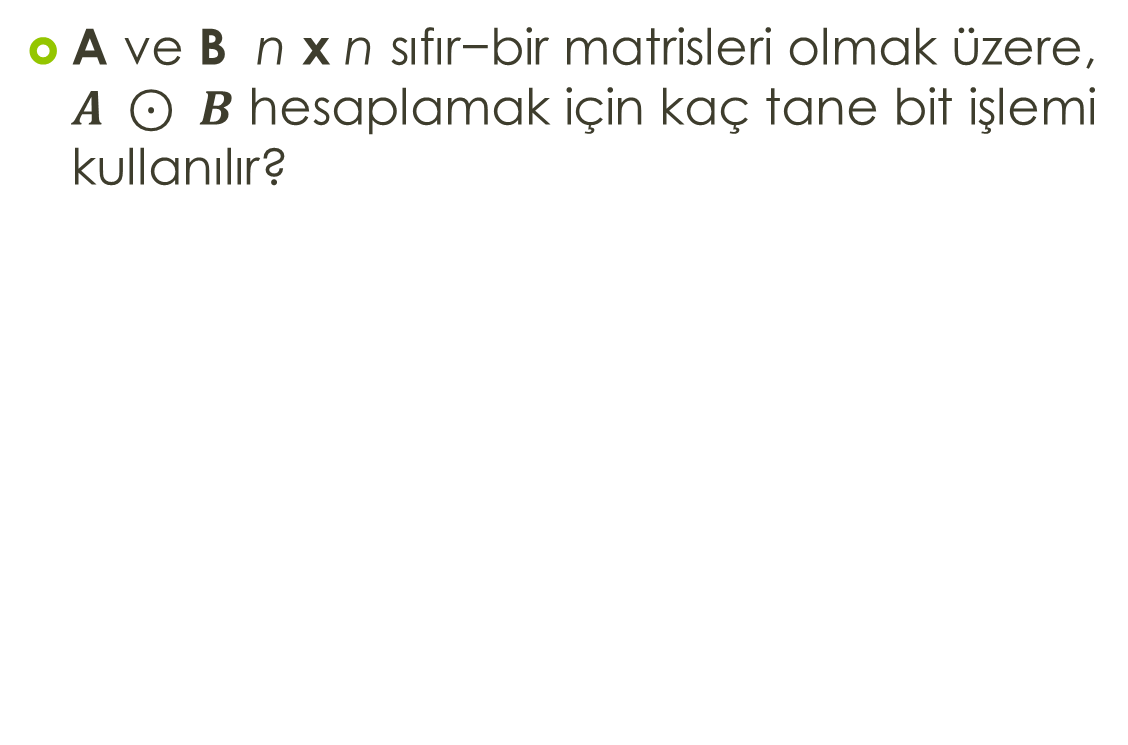 A ve B n x n sıfır−bir matrisleri olmak üzere,
A ⨀ B hesaplamak için kaç tane bit işlemi
kullanılır?